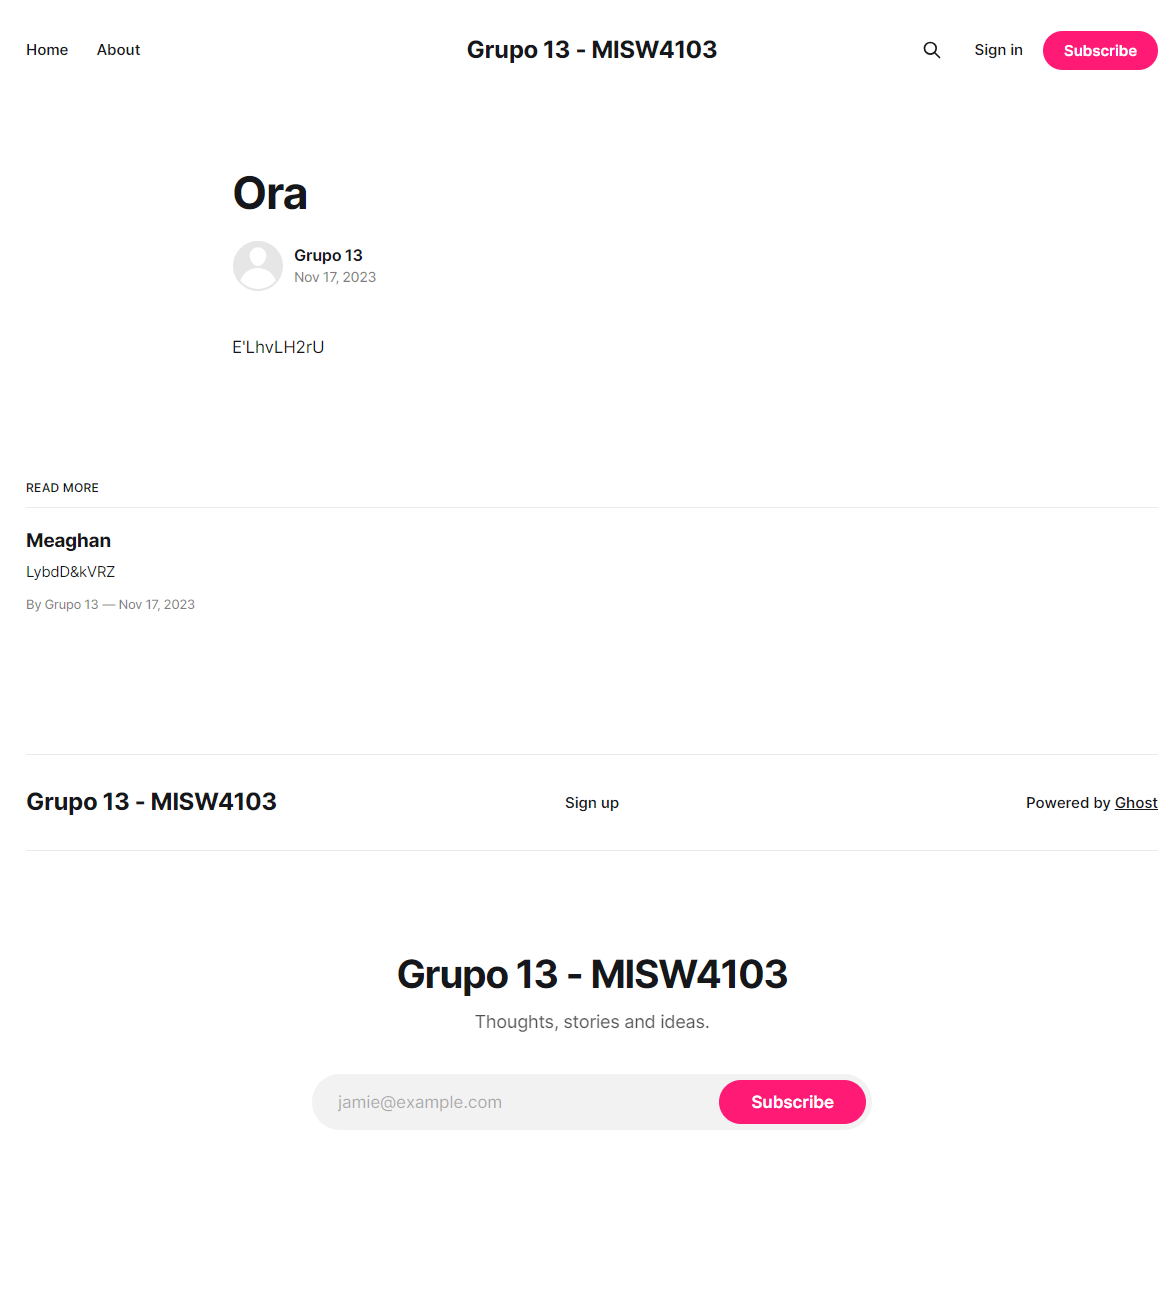 Home About Grupo 13 - MISW4103 Sign in Subscribe
Ora
Grupo 13
Nov 17, 2023
E'LhvLH2rU
READ MORE
Meaghan
LybdD&kVRZ
By Grupo 13 — Nov 17, 2023
Grupo 13 - MISW4103 Sign up Powered by Ghost
Grupo 13 - MISW4103
Thoughts, stories and ideas.
jamie@example.com Subscribe